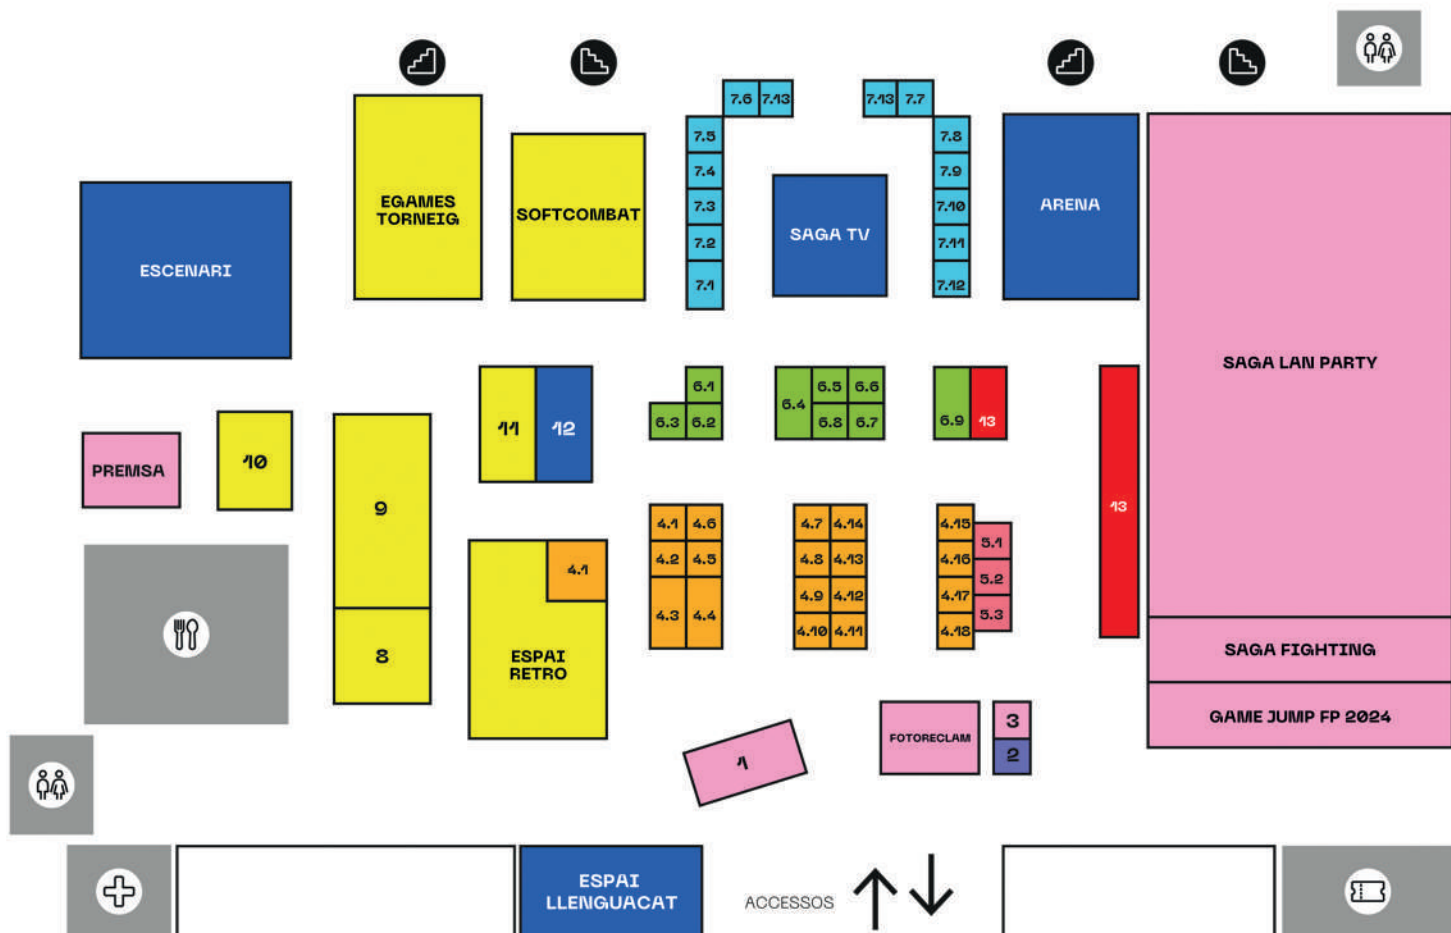 7.6 7.13
7.13 7.7
7.5
7.8
7.4
7.9
EGAMES
TORNEIG
SOFTCOMBAT
7.3
7.10
ARENA
SAGA TV
7.2
7.11
ESCENARI
7.1
7.12
SAGA LAN PARTY
6.1
6.5 6.6
6.4
6.3 6.2
6.8 6.7
6.9 13
11 12
PREMSA
10
9
13
4.1 4.6
4.7 4.14
4.15
5.1
4.2 4.5
4.8 4.13
4.16
4.1
5.2
4.9 4.12
4.17
4.3 4.4
5.3
4.10 4.11
4.18
8
ESPAI
RETRO
SAGA FIGHTING
GAME JUMP FP 2024
3
FOTORECLAM
2
1
ESPAI
LLENGUACAT
ACCESSOS